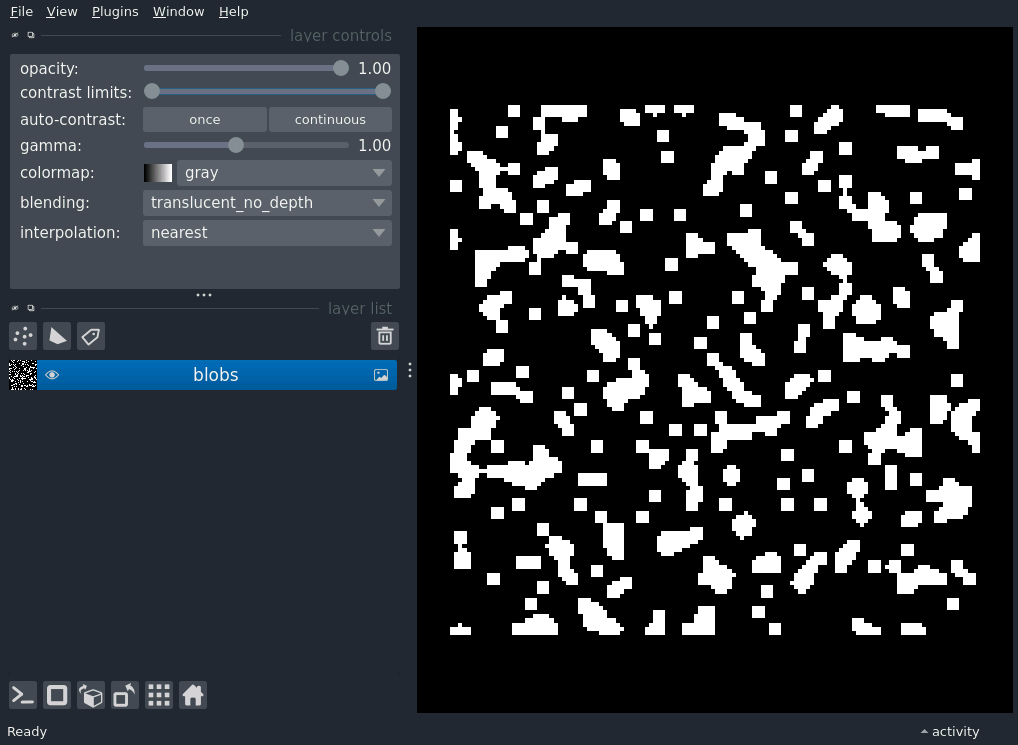 File View Plugins Window Help
layer controls
opacity: 1.00
contrast limits:
auto-contrast: once continuous
gamma: 1.00
colormap: gray
blending: translucent_no_depth
interpolation: nearest
layer list
blobs
Ready activity